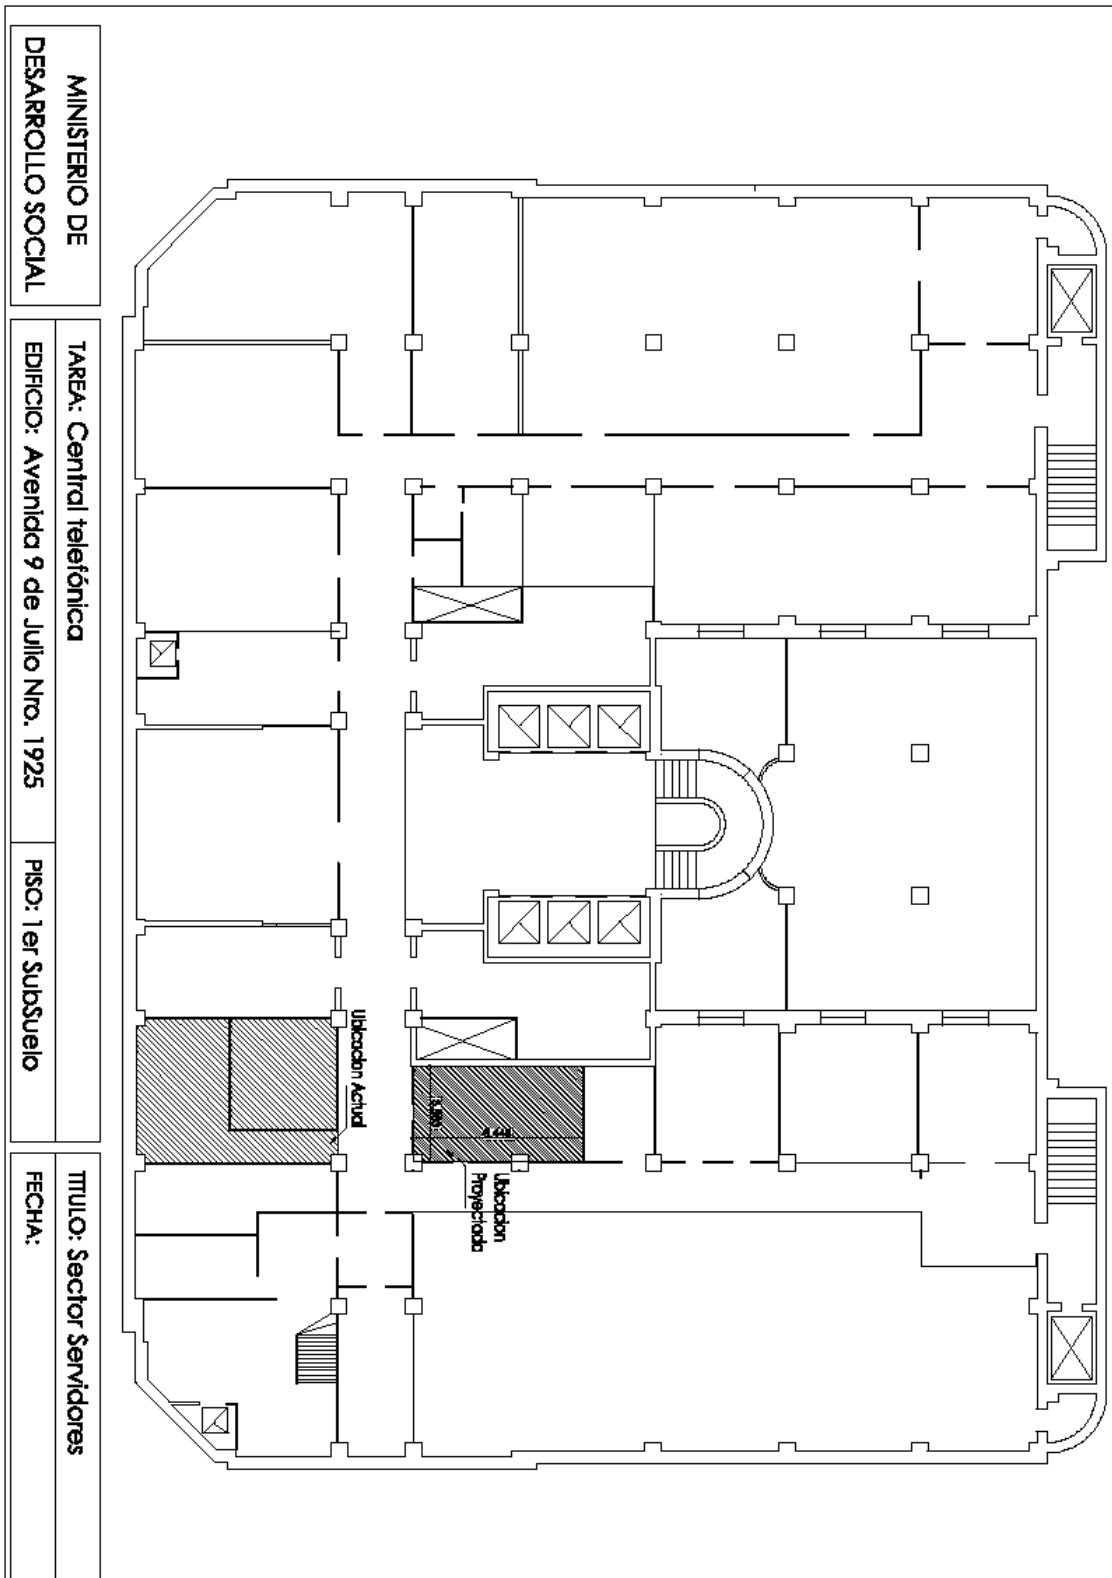 MINISTERIO DE
DESARROLLO SOCIAL
TAREA: Central telefónica
EDIFICIO: Avenida 9 de Julio Nro. 1925
PISO: 1er SubSuelo
TITULO: Sector Servidores
FECHA:
Ubicacion Actual
Ubicacion
Proyectada